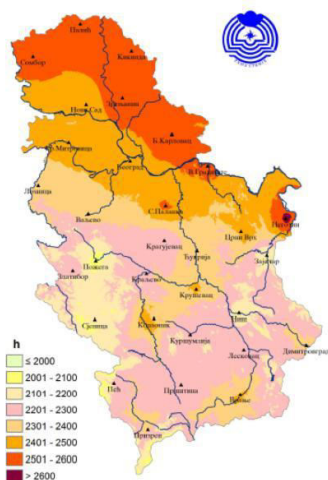 Палић
Сомбор
Кикинда
Зрењанин
Нови Сад
Б.Карловац
Ср.Митровица
Београд
В.Градиште
Лозница
С.Паланка
Неготин
Ваљево
Црни Врх
Крагујевац
Ћуприја
Зајечар
Пожега
Златибор
Краљево
Крушевац
Ниш
Сјеница
Копаоник
Куршумлија
Димитровград
Лесковац
Пећ
Приштина
Врање
Призрен
h
≤ 2000
2001 - 2100
2101 - 2200
2201 - 2300
2301 - 2400
2401 - 2500
2501 - 2600
> 2600